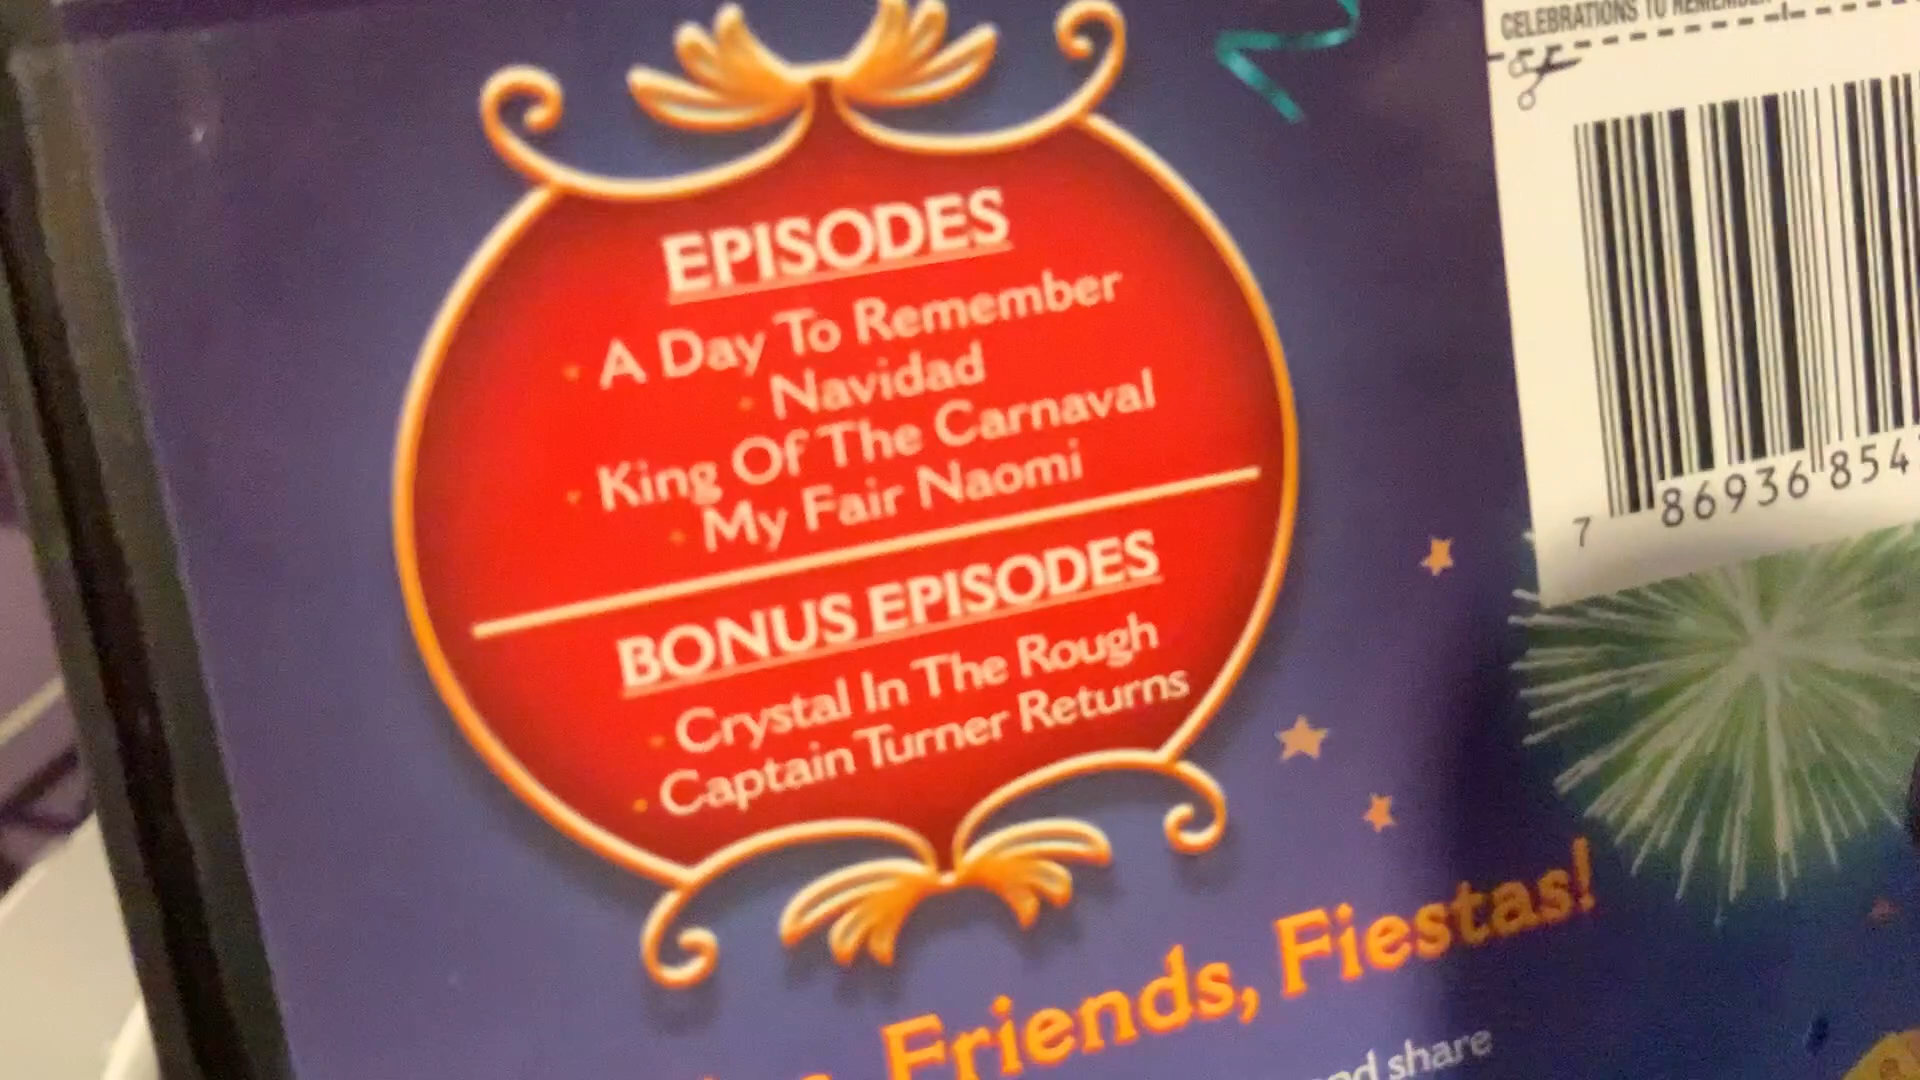 CELEBRATIONS TO REMEMBER
EPISODES
• A Day To Remember
• Navidad
• King Of The Carnaval
• My Fair Naomi
BONUS EPISODES
• Crystal In The Rough
• Captain Turner Returns
7 86936 854
Friends, Fiestas!
and share